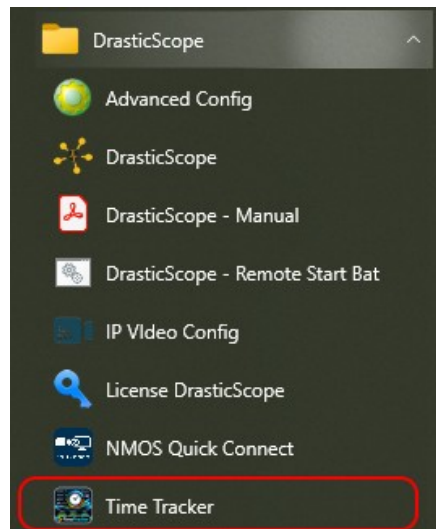 DrasticScope
Advanced Config
DrasticScope
DrasticScope - Manual
DrasticScope - Remote Start Bat
IP VIdeo Config
License DrasticScope
NMOS Quick Connect
Time Tracker